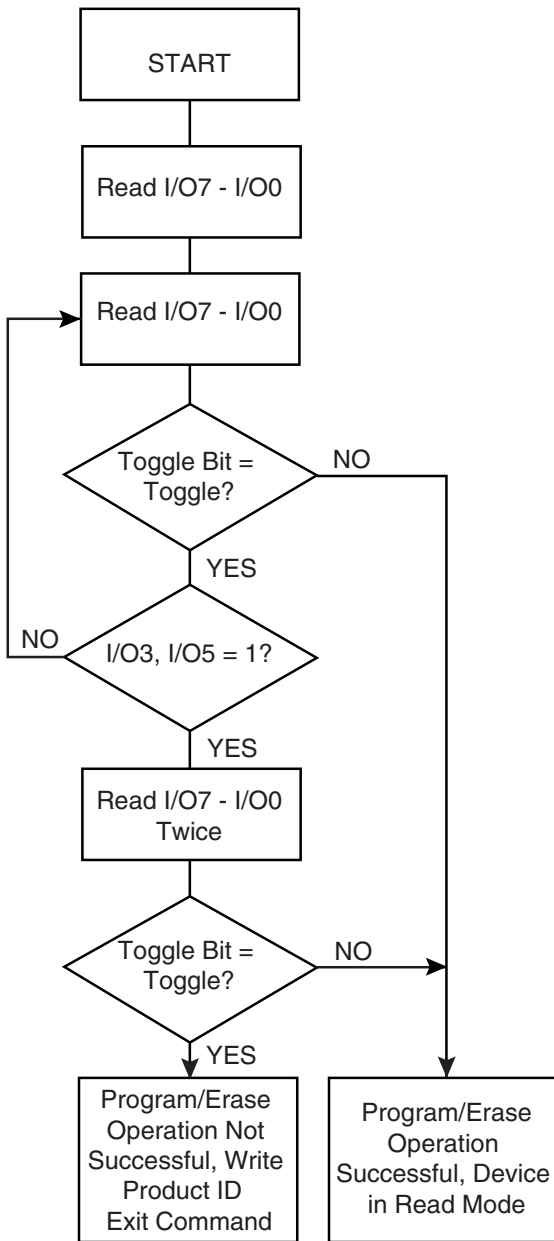 START
Read I/O7 - I/O0
Read I/O7 - I/O0
Toggle Bit =
Toggle?
NO
YES
NO
I/O3, I/O5 = 1?
YES
Read I/O7 - I/O0
Twice
Toggle Bit =
Toggle?
NO
YES
Program/Erase
Operation Not
Successful, Write
Product ID
Exit Command
Program/Erase
Operation
Successful, Device
in Read Mode